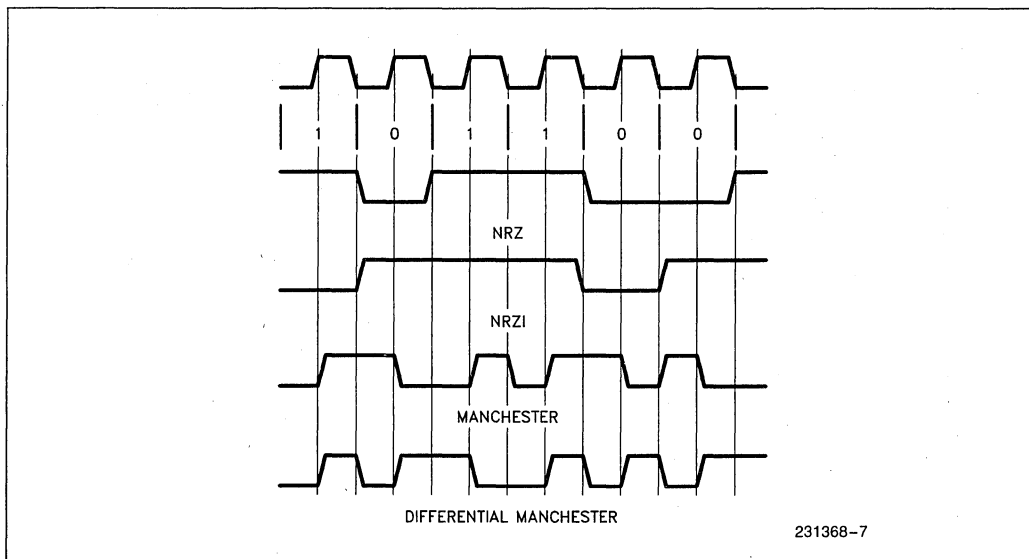 1 0 1 1 0 0
NRZ
NRZI
MANCHESTER
DIFFERENTIAL MANCHESTER
231368-7